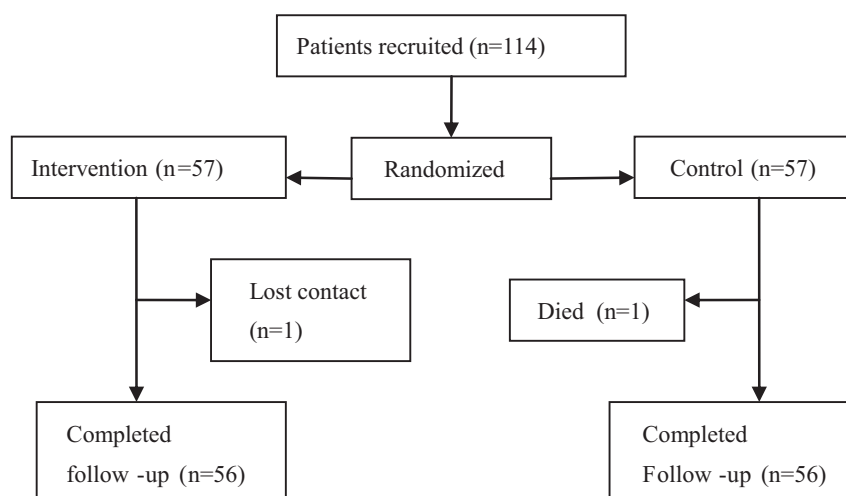 Patients recruited (n=114)
Intervention (n=57)
Randomized
Control (n=57)
Lost contact
(n=1)
Died (n=1)
Completed
follow -up (n=56)
Completed
Follow -up (n=56)